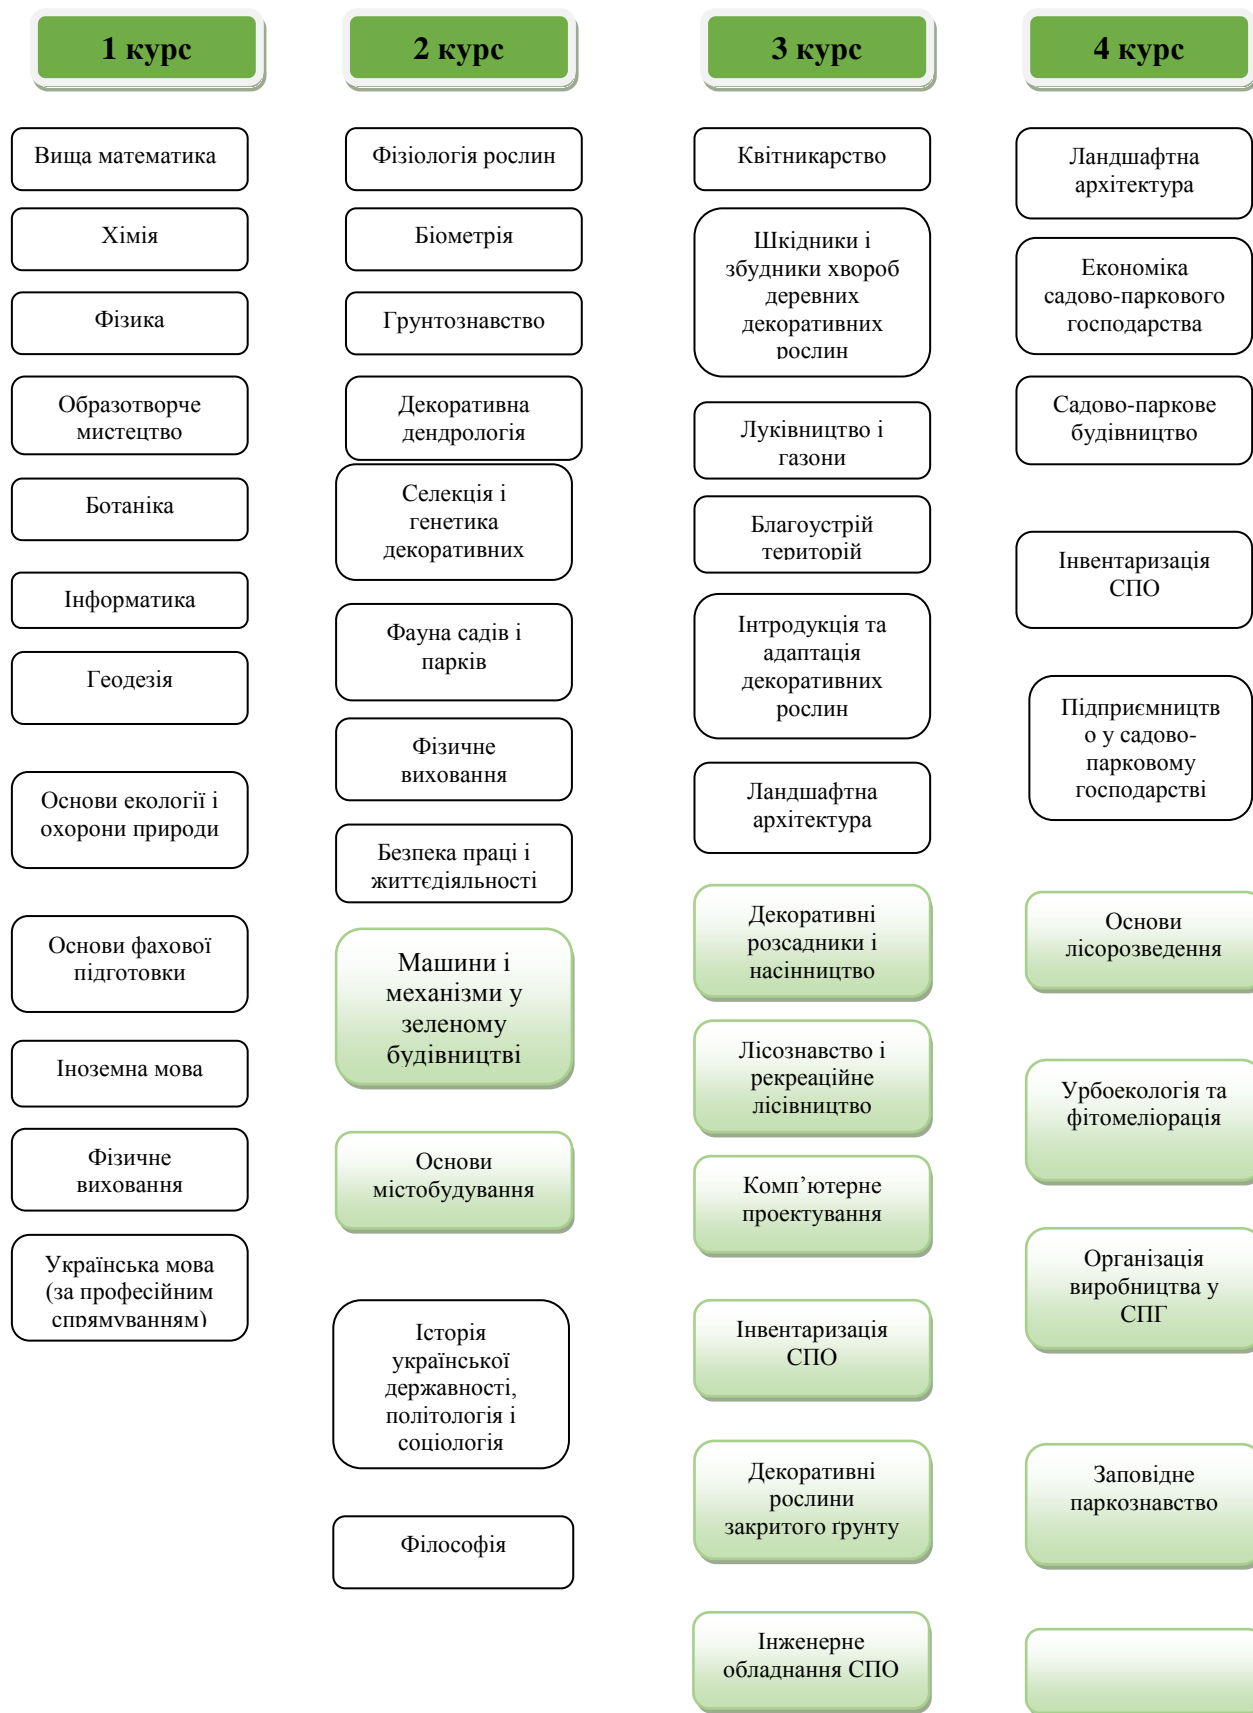 1 курс
Вища математика
Хімія
Фізика
Образотворче
мистецтво
Ботаніка
Інформатика
Геодезія
Основи екології і
охорони природи
Основи фахової
підготовки
Іноземна мова
Фізичне
виховання
Українська мова
(за професійним
спрямуванням)
2 курс
Фізіологія рослин
Біометрія
Грунтознавство
Декоративна
дендрологія
Селекція і
генетика
декоративних
Фауна садів і
парків
Фізичне
виховання
Безпека праці і
життєдіяльності
Машини і
механізми у
зеленому
будівництві
Основи
містобудування
Історія
української
державності,
політологія і
соціологія
Філософія
3 курс
Квітникарство
Шкідники і
збудники хвороб
деревних
декоративних
рослин
Луківництво і
газони
Благоустрій
територій
Інтродукція та
адаптація
декоративних
рослин
Ландшафтна
архітектура
Декоративні
розсадники і
насінництво
Лісознавство і
рекреаційне
лісівництво
Комп’ютерне
проектування
Інвентаризація
СПО
Декоративні
рослини
закритого ґрунту
Інженерне
обладнання СПО
4 курс
Ландшафтна
архітектура
Економіка
садово-паркового
господарства
Садово-паркове
будівництво
Інвентаризація
СПО
Підприємництв
о у садово-
парковому
господарстві
Основи
лісорозведення
Урбоекологія та
фітомеліорація
Організація
виробництва у
СПГ
Заповідне
паркознавство